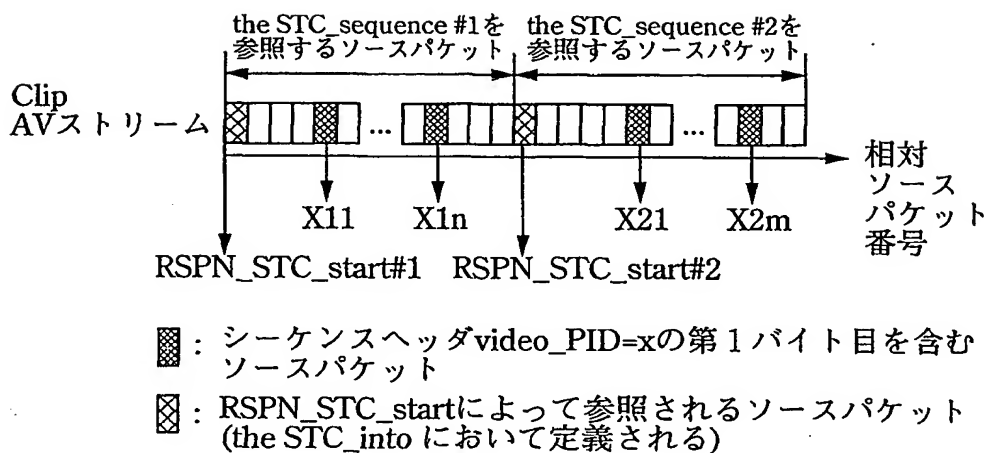 the STC_sequence #1を
参照するソースパケット
the STC_sequence #2を
参照するソースパケット
Clip
AVストリーム
...
...
相対
ソース
パケット
番号
X11
X1n
X21
X2m
RSPN_STC_start#1
RSPN_STC_start#2
: シーケンスヘッダvideo_PID=xの第1バイト目を含む
ソースパケット
: RSPN_STC_startによって参照されるソースパケット
(the STC_into において定義される)